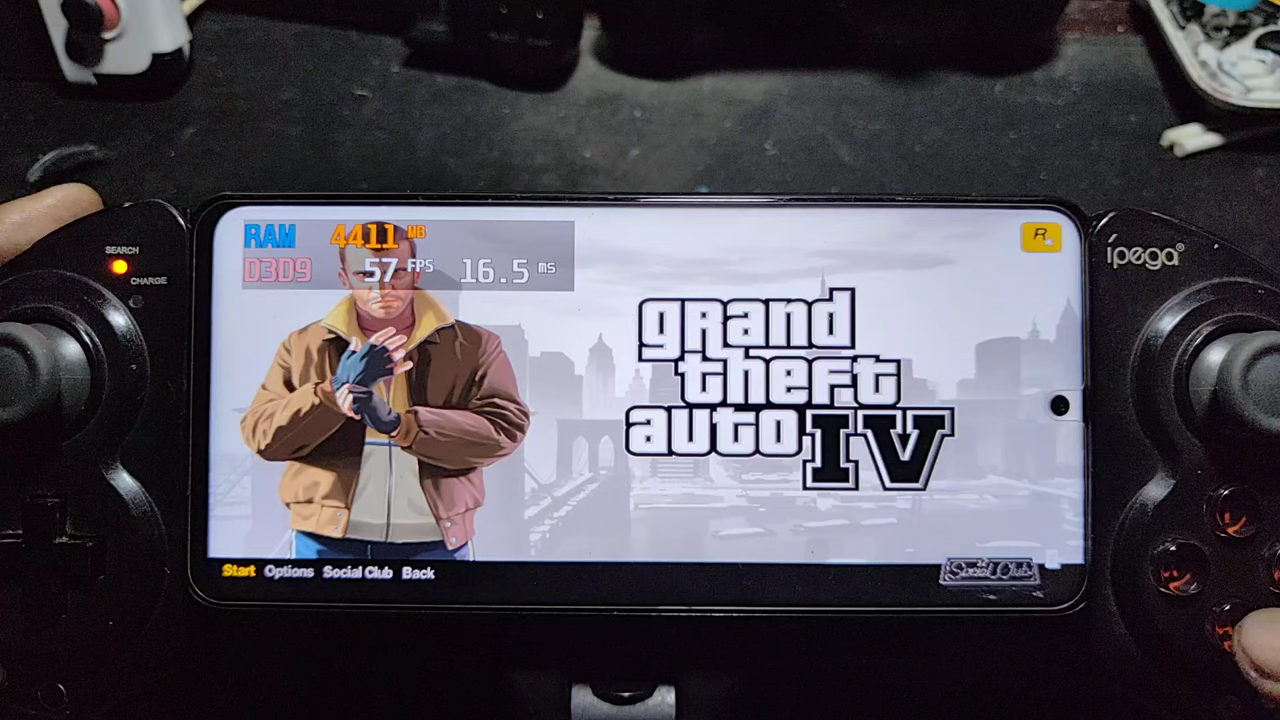 RAM 4411 MB
D3D9 57 FPS 16.5 ms
R
SEARCH
CHARGE
ípega®
grand
theft
auto IV
Start Options Social Club Back
Social Club